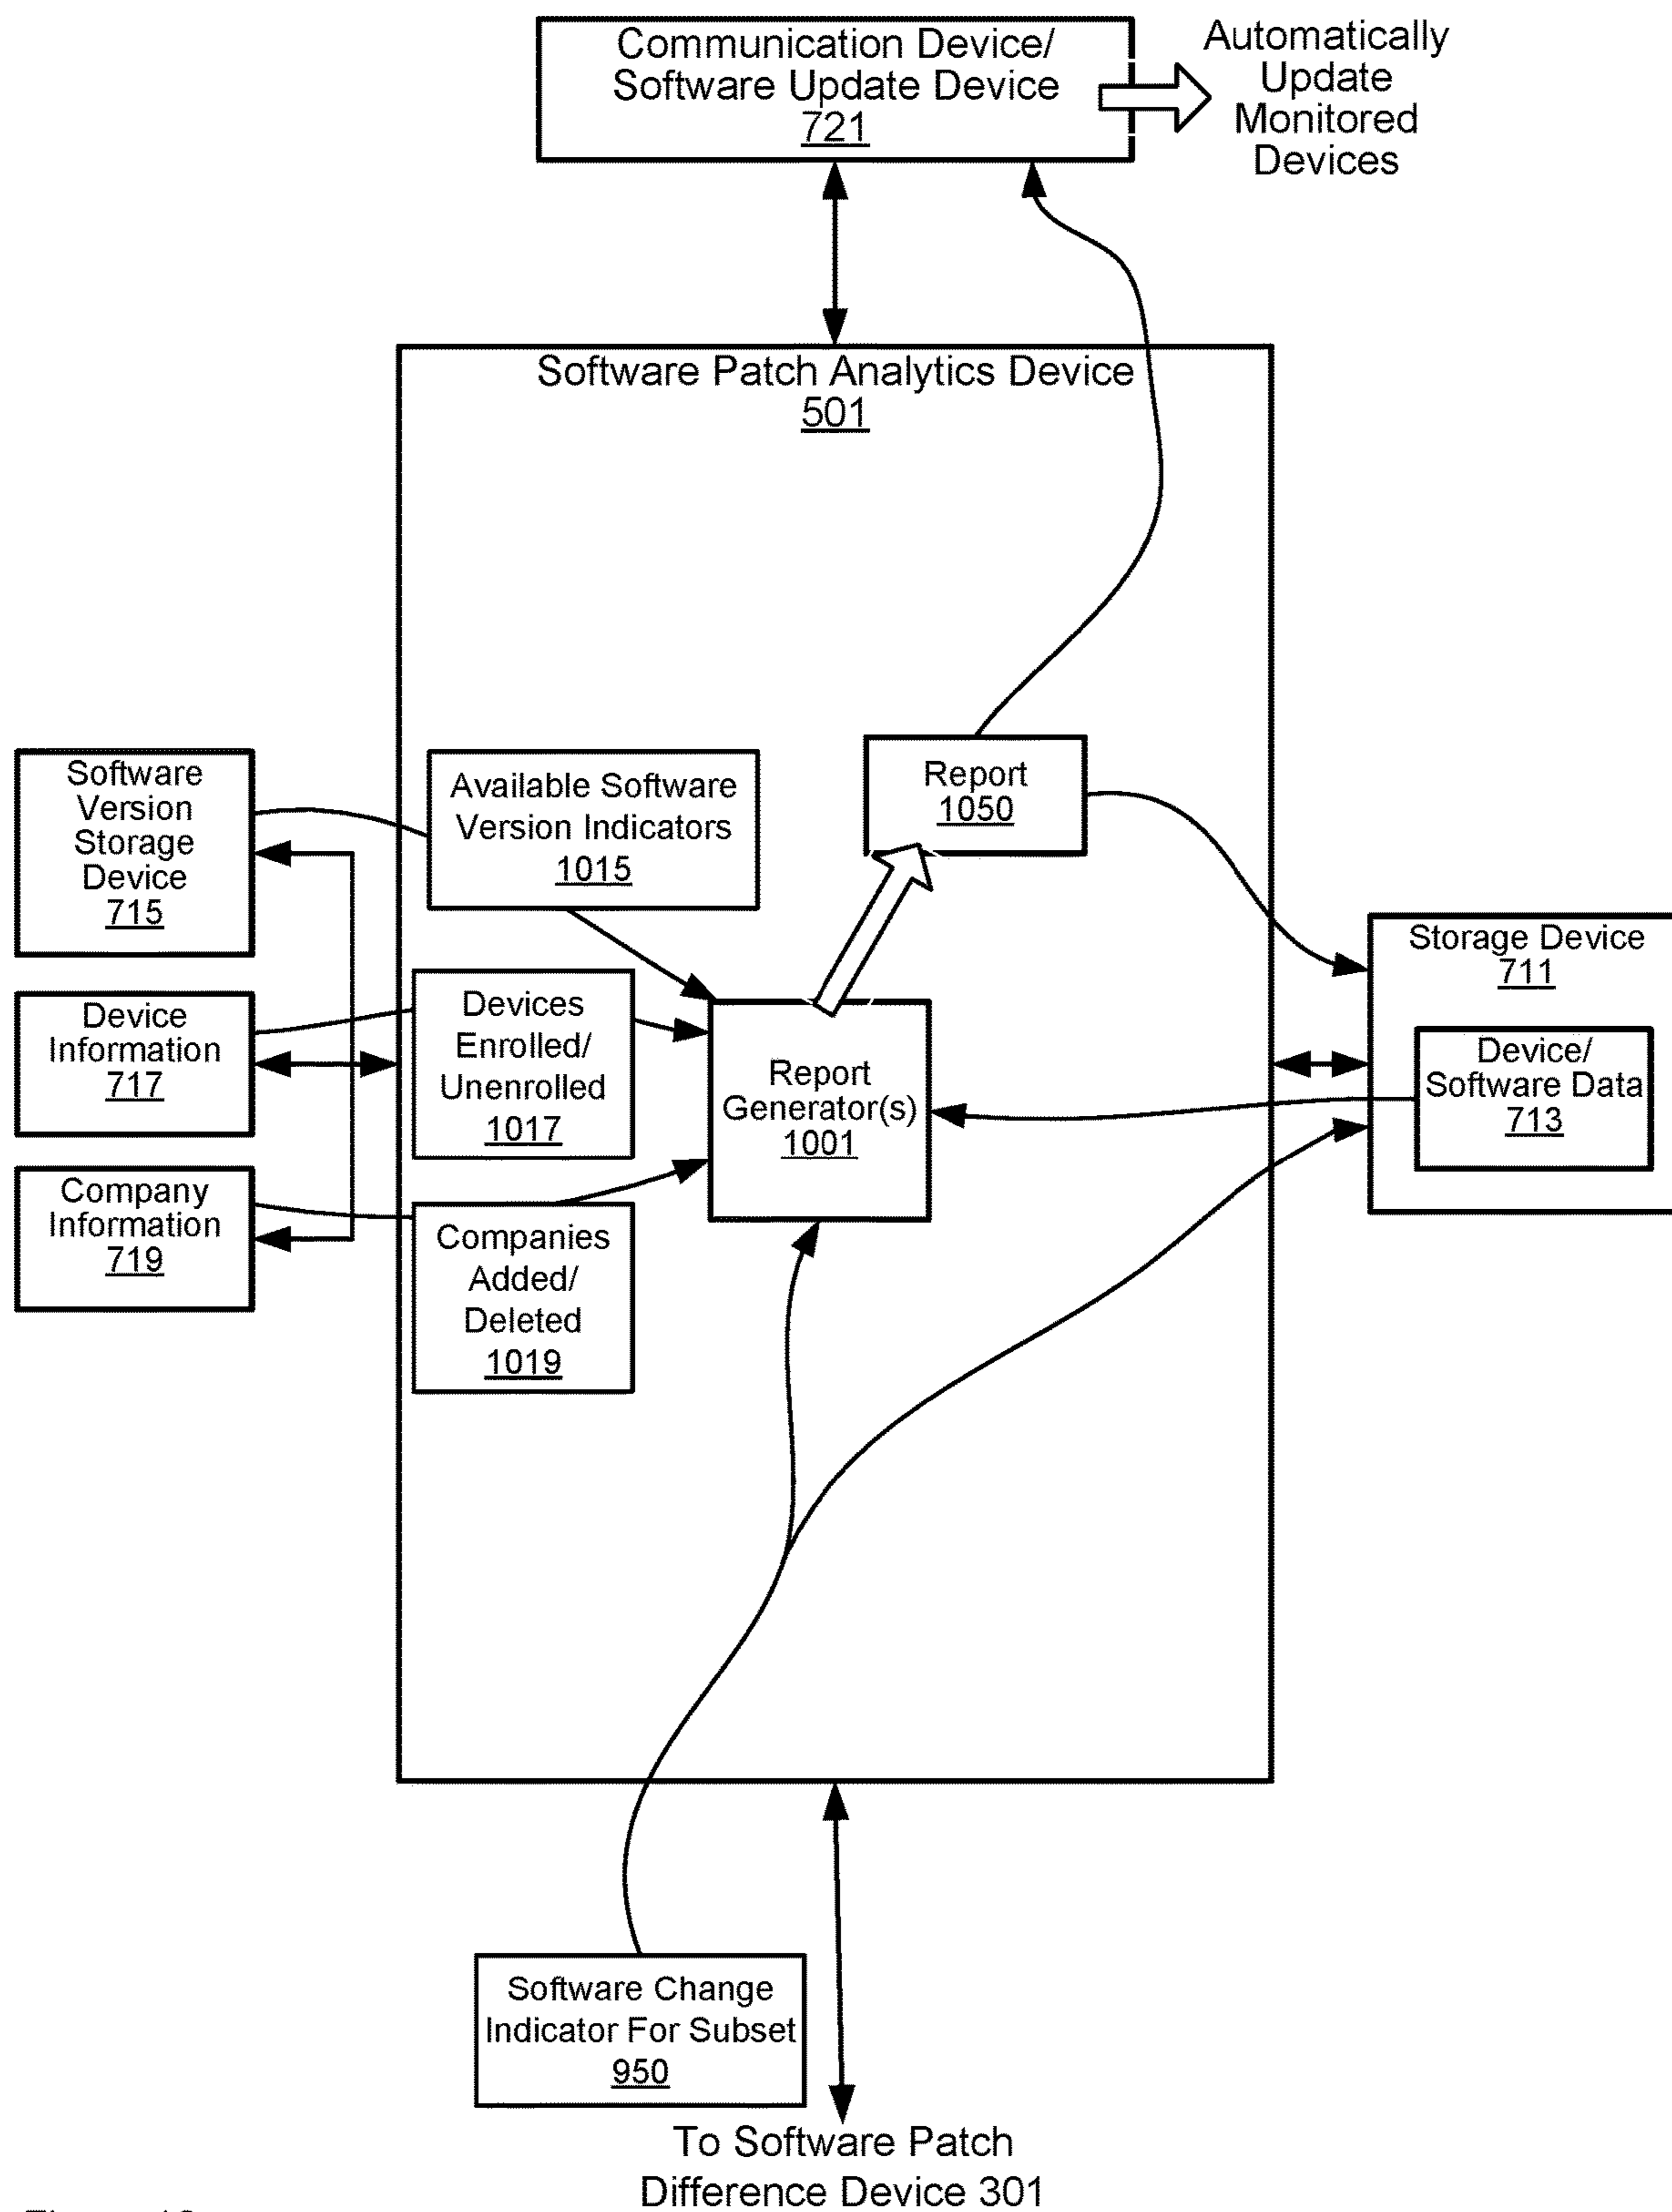 Communication Device/
Software Update Device
721
Automatically
Update
Monitored
Devices
Software Patch Analytics Device
501
Software
Version
Storage
Device
715
Available Software
Version Indicators
1015
Report
1050
Storage Device
711
Device/
Software Data
713
Device
Information
717
Devices
Enrolled/
Unenrolled
1017
Report
Generator(s)
1001
Company
Information
719
Companies
Added/
Deleted
1019
Software Change
Indicator For Subset
950
To Software Patch
Difference Device 301